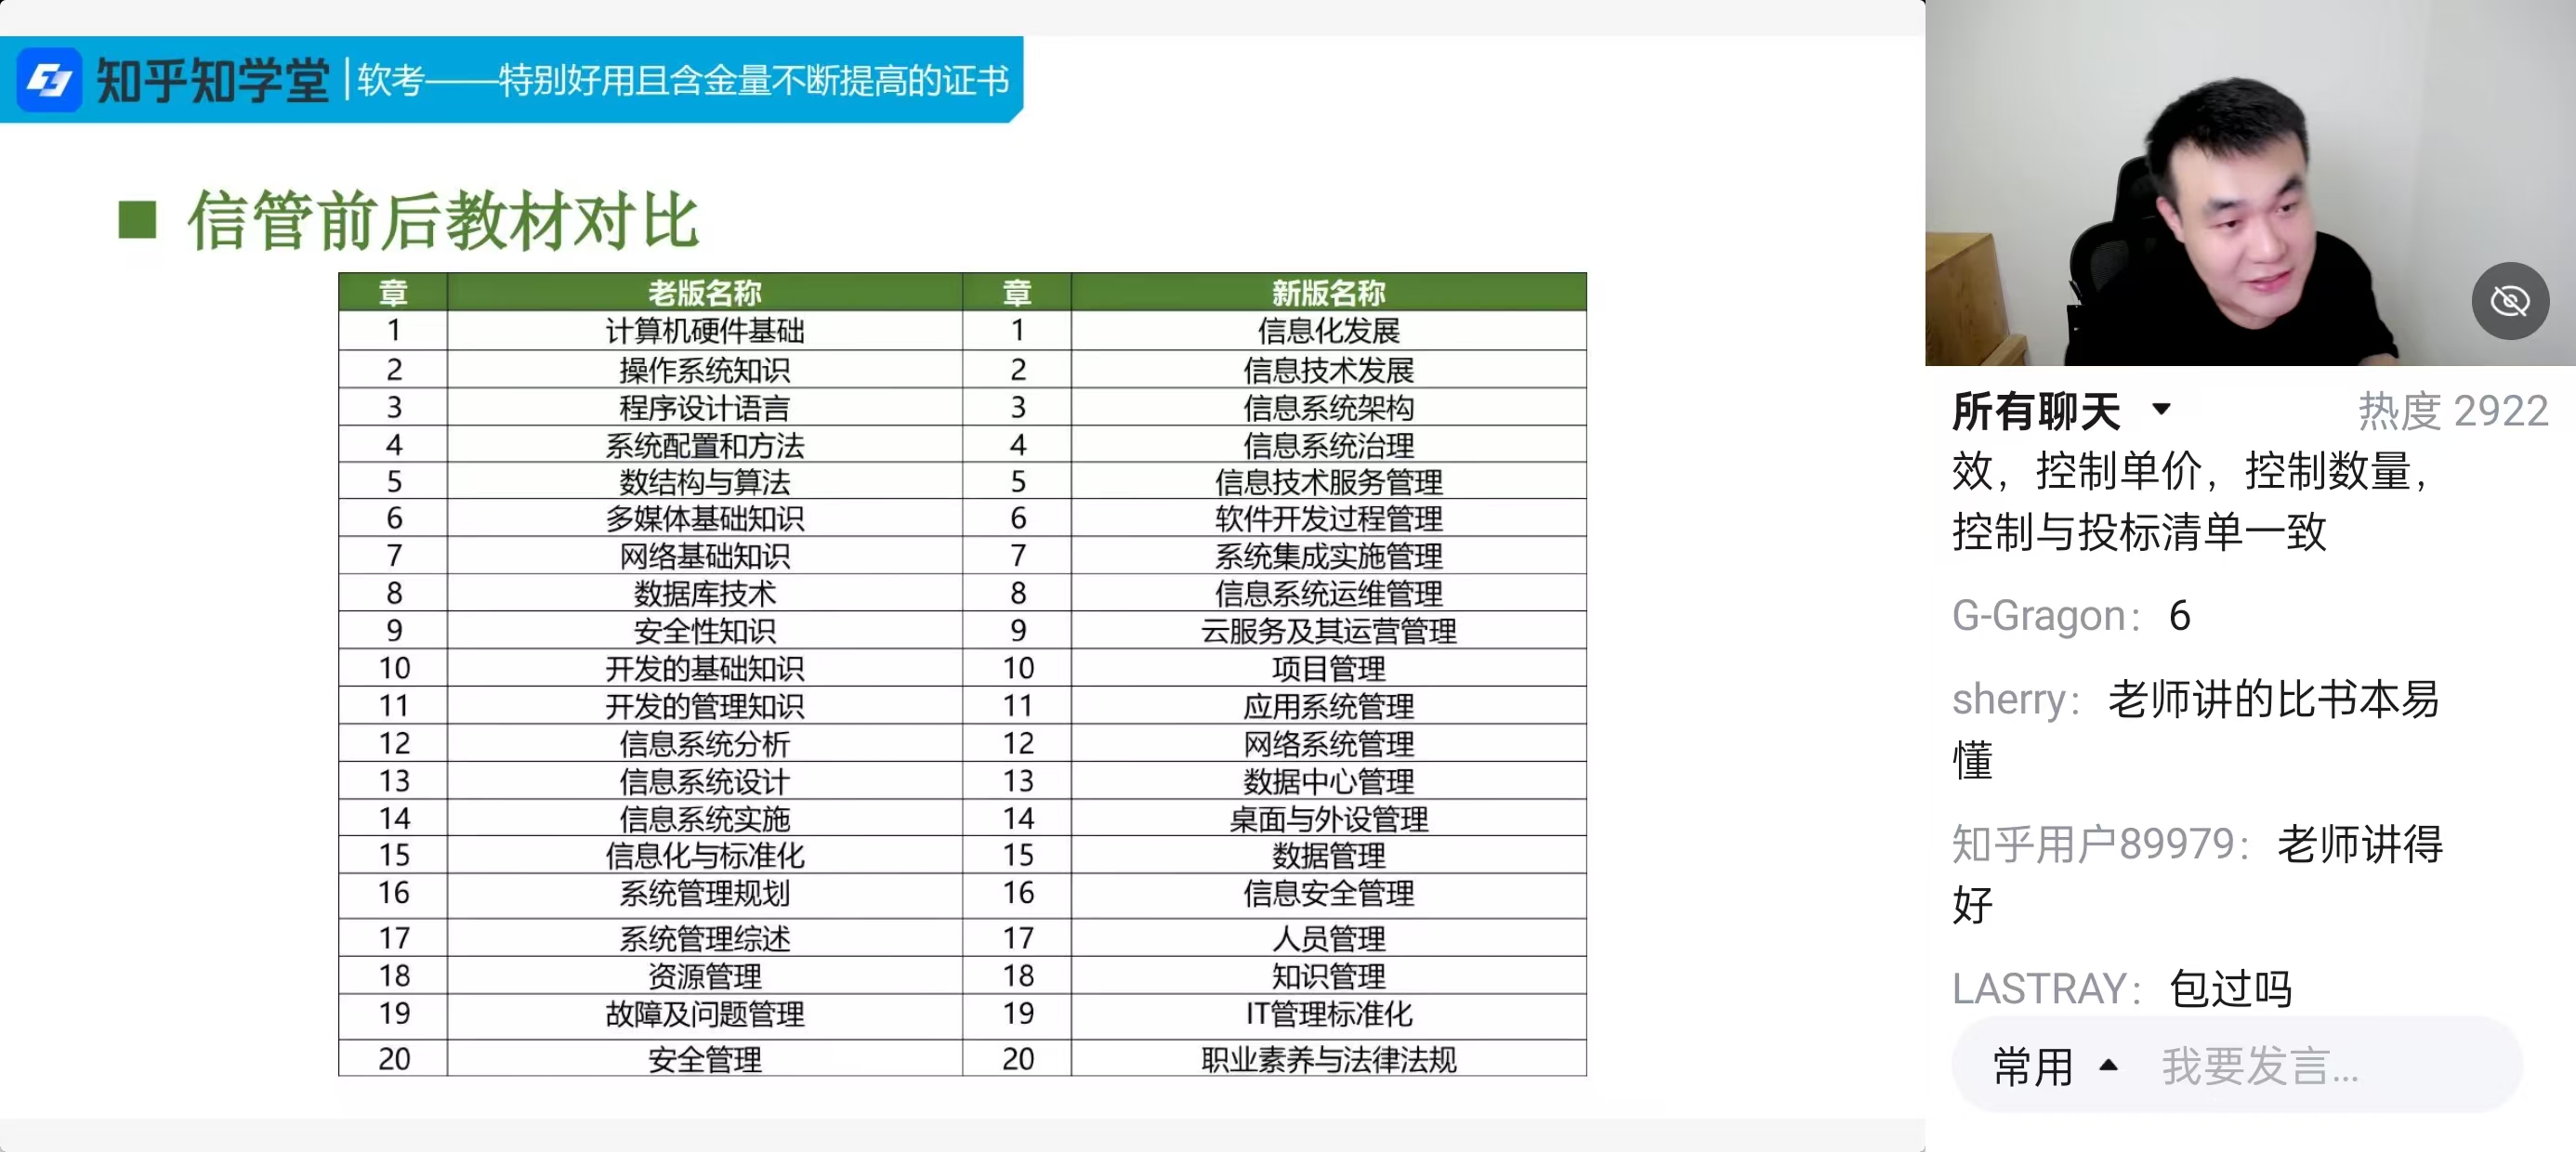 知乎知学堂 | 软考——特别好用且含金量不断提高的证书
■ 信管前后教材对比
章 老版名称 章 新版名称
1 计算机硬件基础 1 信息化发展
2 操作系统知识 2 信息技术发展
3 程序设计语言 3 信息系统架构
4 系统配置和方法 4 信息系统治理
5 数结构与算法 5 信息技术服务管理
6 多媒体基础知识 6 软件开发过程管理
7 网络基础知识 7 系统集成实施管理
8 数据库技术 8 信息系统运维管理
9 安全性知识 9 云服务及其运营管理
10 开发的基础知识 10 项目管理
11 开发的管理知识 11 应用系统管理
12 信息系统分析 12 网络系统管理
13 信息系统设计 13 数据中心管理
14 信息系统实施 14 桌面与外设管理
15 信息化与标准化 15 数据管理
16 系统管理规划 16 信息安全管理
17 系统管理综述 17 人员管理
18 资源管理 18 知识管理
19 故障及问题管理 19 IT管理标准化
20 安全管理 20 职业素养与法律法规
所有聊天 热度 2922
效，控制单价，控制数量，
控制与投标清单一致
G-Gragon： 6
sherry： 老师讲的比书本易
懂
知乎用户89979： 老师讲得
好
LASTRAY： 包过吗
常用 我要发言...